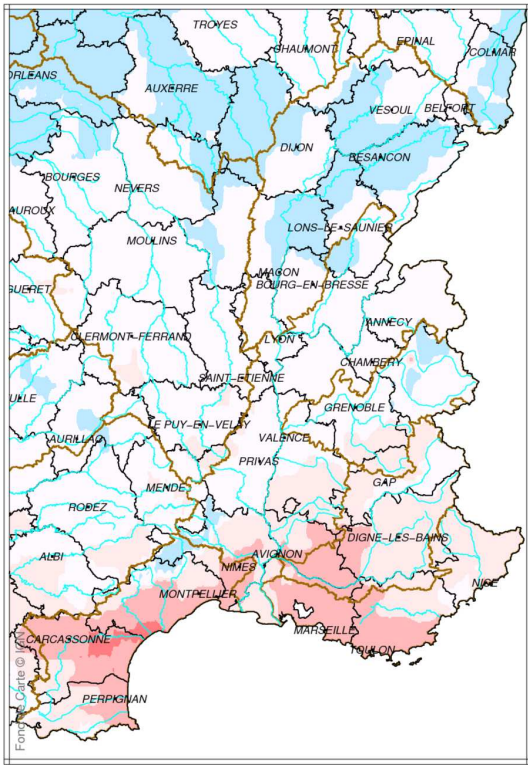 TROYES
CHAUMONT
EPINAL
COLMAR
ORLEANS
AUXERRE
VESOUL
BELFORT
DIJON
BESANCON
BOURGES
NEVERS
AUROUX
LONS-LE-SAUNIER
MOULINS
MACON
BOURG-EN-BRESSE
GUERET
ANNECY
CLERMONT-FERRAND
LYON
CHAMBERY
SAINT-ETIENNE
ULLE
GRENOBLE
LE PUY-EN-VELAY
AURILLAC
VALENCE
PRIVAS
GAP
MENDE
RODEZ
DIGNE-LES-BAINS
ALBI
AVIGNON
NIMES
NICE
MONTPELLIER
MARSEILLE
CARCASSONNE
TOULON
PERPIGNAN
Fond de Carte © IGN